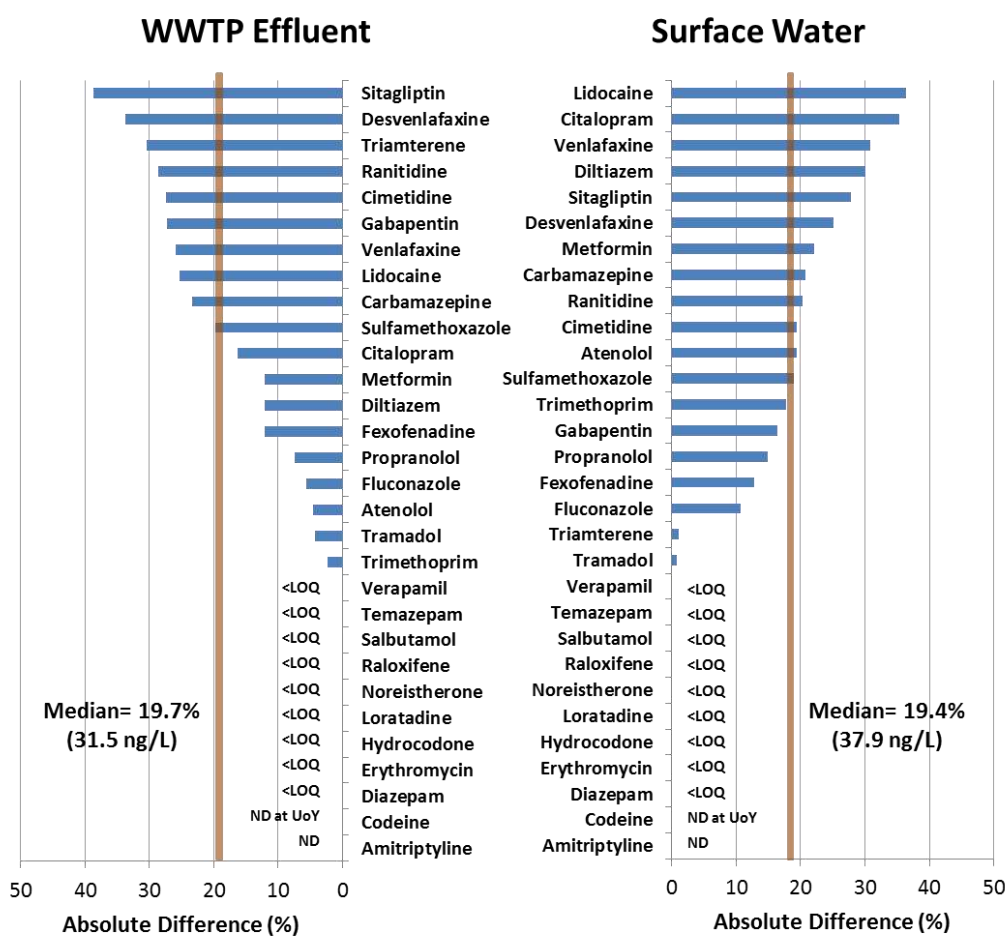 WWTP Effluent
Sitagliptin
Desvenlafaxine
Triamterene
Ranitidine
Cimetidine
Gabapentin
Venlafaxine
Lidocaine
Carbamazepine
Sulfamethoxazole
Citalopram
Metformin
Diltiazem
Fexofenadine
Propranolol
Fluconazole
Atenolol
Tramadol
Trimethoprim
<LOQ Verapamil
<LOQ Temazepam
<LOQ Salbutamol
<LOQ Raloxifene
<LOQ Noreistherone
<LOQ Loratadine
<LOQ Hydrocodone
<LOQ Erythromycin
<LOQ Diazepam
ND at UoY Codeine
ND Amitriptyline
Median= 19.7%
(31.5 ng/L)
50 40 30 20 10 0
Absolute Difference (%)
Surface Water
Lidocaine
Citalopram
Venlafaxine
Diltiazem
Sitagliptin
Desvenlafaxine
Metformin
Carbamazepine
Ranitidine
Cimetidine
Atenolol
Sulfamethoxazole
Trimethoprim
Gabapentin
Propranolol
Fexofenadine
Fluconazole
Triamterene
Tramadol
Verapamil <LOQ
Temazepam <LOQ
Salbutamol <LOQ
Raloxifene <LOQ
Noreistherone <LOQ
Loratadine <LOQ
Hydrocodone <LOQ
Erythromycin <LOQ
Diazepam <LOQ
Codeine ND at UoY
Amitriptyline ND
Median= 19.4%
(37.9 ng/L)
0 10 20 30 40 50
Absolute Difference (%)